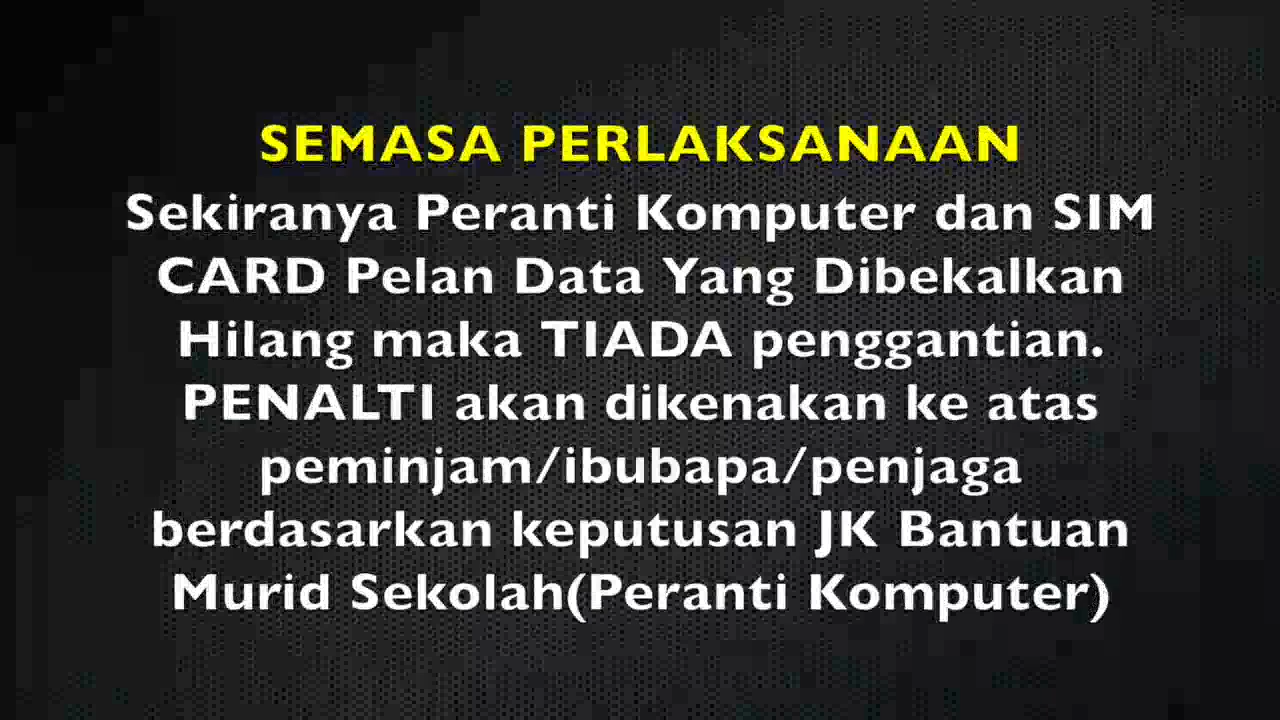 SEMASA PERLAKSANAAN
Sekiranya Peranti Komputer dan SIM
CARD Pelan Data Yang Dibekalkan
Hilang maka TIADA penggantian.
PENALTI akan dikenakan ke atas
peminjam/ibubapa/penjaga
berdasarkan keputusan JK Bantuan
Murid Sekolah(Peranti Komputer)